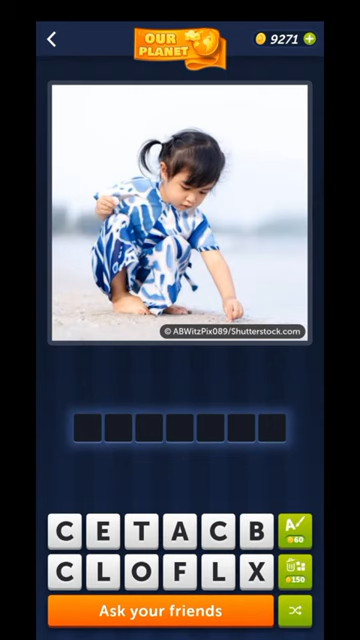 OUR
PLANET
9271
© ABWitzPix089/Shutterstock.com
C E T A C B
A 60
C L O F L X
150
Ask your friends